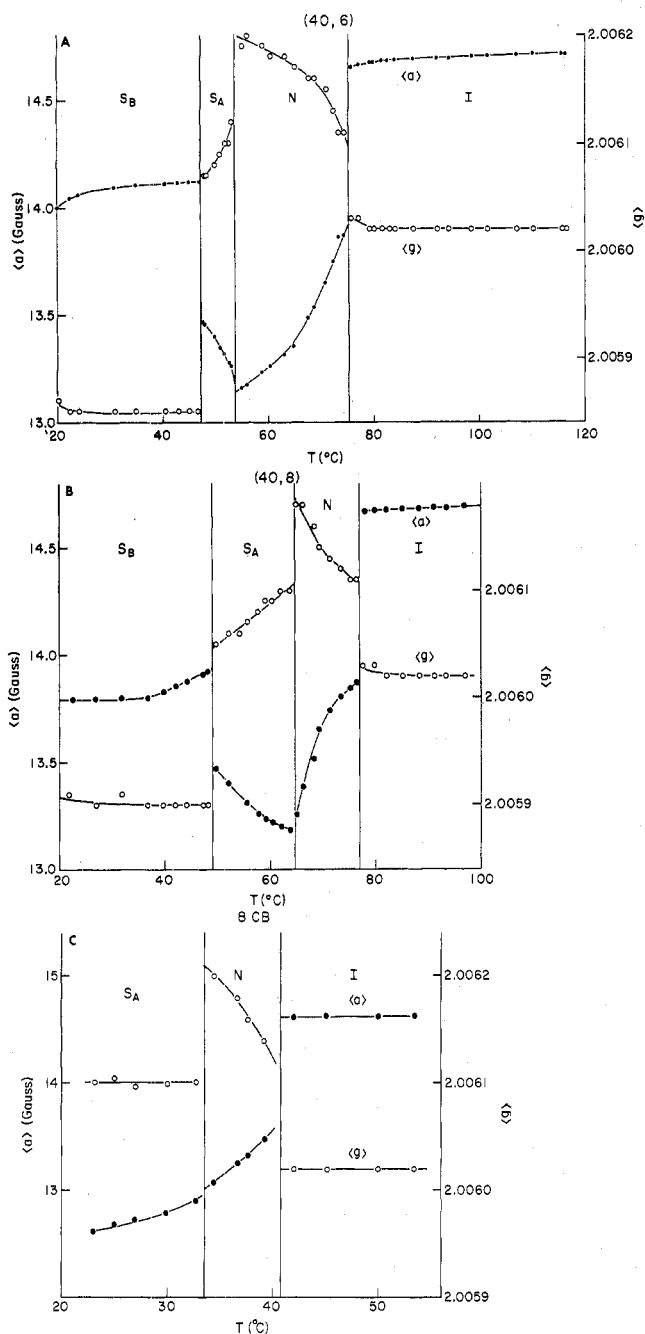 (40,6)
A
S_B
S_A
N
I
⟨a⟩
⟨g⟩
14.5
14.0
13.5
13.0
2.0062
2.0061
2.0060
2.0059
⟨a⟩ (Gauss)
⟨g⟩
20
40
60
80
100
120
T (°C)
(40,8)
B
S_B
S_A
N
I
⟨a⟩
⟨g⟩
14.5
14.0
13.5
13.0
2.0061
2.0060
2.0059
⟨a⟩ (Gauss)
⟨g⟩
20
40
60
80
100
T (°C)
8 CB
C
S_A
N
I
⟨a⟩
⟨g⟩
15
14
13
2.0062
2.0061
2.0060
2.0059
⟨a⟩ (Gauss)
⟨g⟩
20
30
40
50
T (°C)